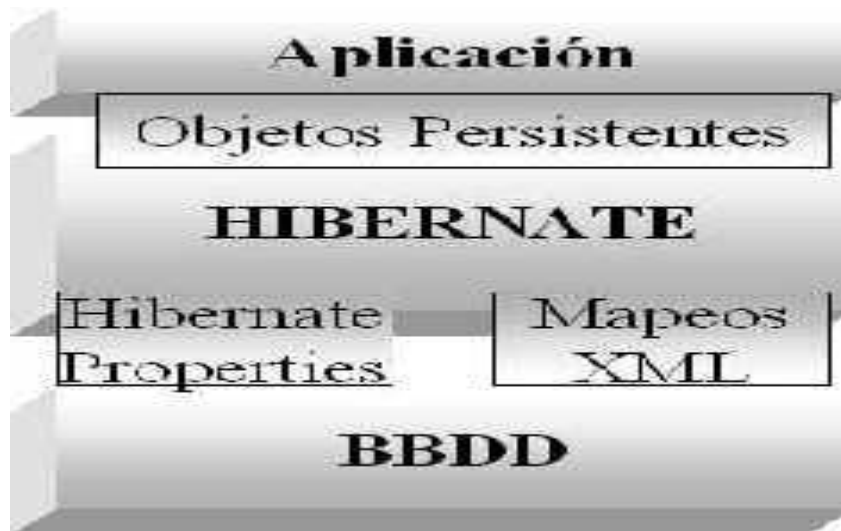 Aplicación
Objetos Persistentes
HIBERNATE
Hibernate
Properties
Mapeos
XML
BBDD